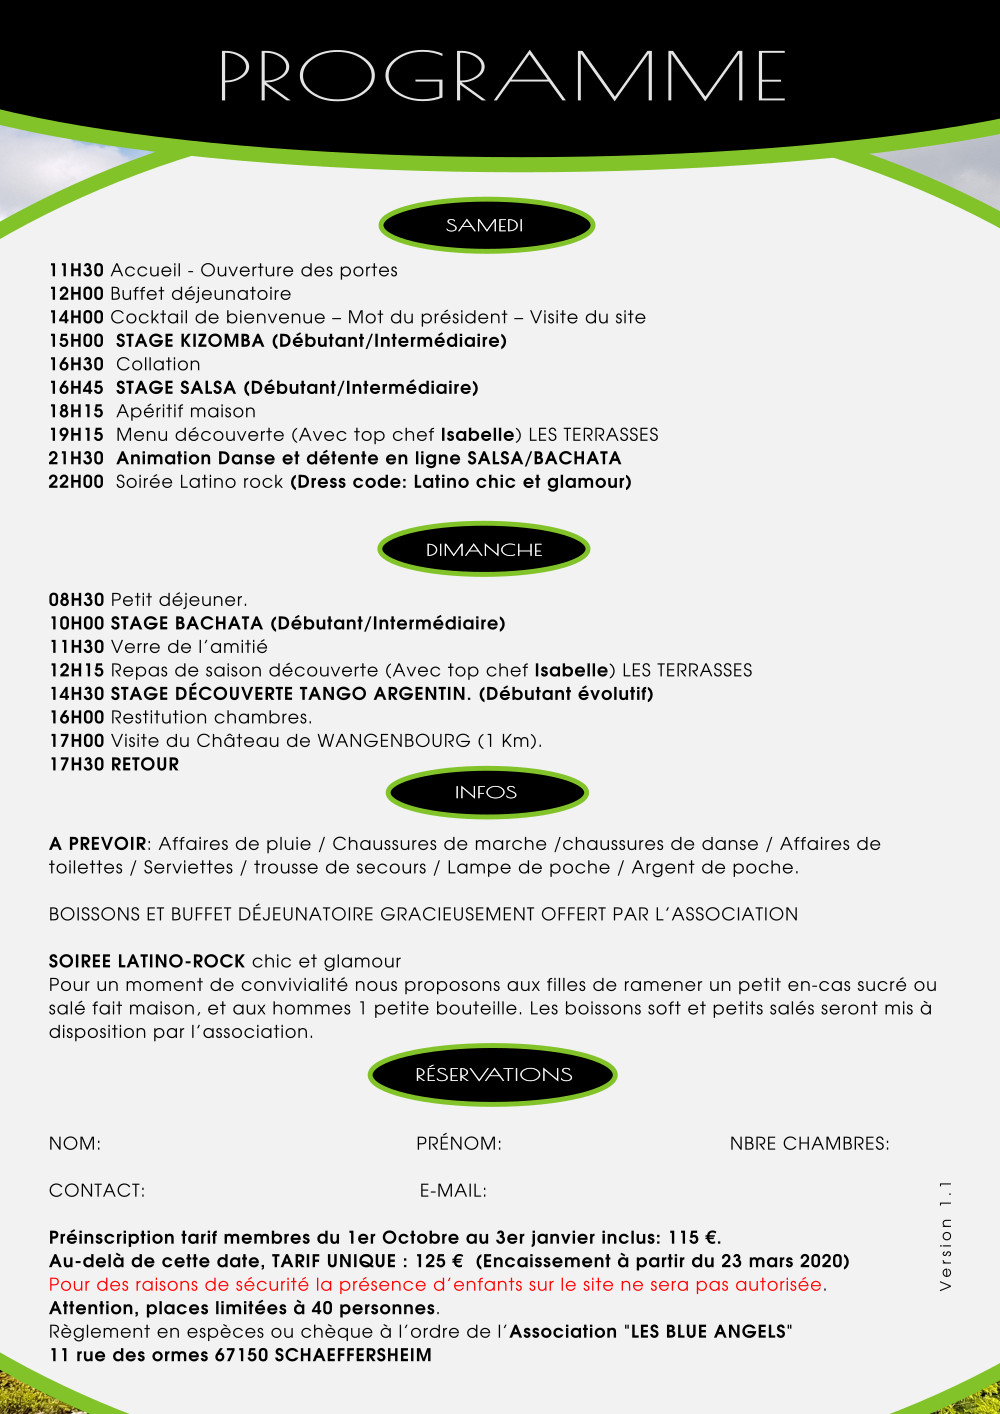 PROGRAMME
SAMEDI
11H30 Accueil - Ouverture des portes
12H00 Buffet déjeunatoire
14H00 Cocktail de bienvenue – Mot du président – Visite du site
15H00 STAGE KIZOMBA (Débutant/Intermédiaire)
16H30 Collation
16H45 STAGE SALSA (Débutant/Intermédiaire)
18H15 Apéritif maison
19H15 Menu découverte (Avec top chef Isabelle) LES TERRASSES
21H30 Animation Danse et détente en ligne SALSA/BACHATA
22H00 Soirée Latino rock (Dress code: Latino chic et glamour)
DIMANCHE
08H30 Petit déjeuner.
10H00 STAGE BACHATA (Débutant/Intermédiaire)
11H30 Verre de l'amitié
12H15 Repas de saison découverte (Avec top chef Isabelle) LES TERRASSES
14H30 STAGE DÉCOUVERTE TANGO ARGENTIN. (Débutant évolutif)
16H00 Restitution chambres.
17H00 Visite du Château de WANGENBOURG (1 Km).
17H30 RETOUR
INFOS
A PREVOIR: Affaires de pluie / Chaussures de marche /chaussures de danse / Affaires de
toilettes / Serviettes / trousse de secours / Lampe de poche / Argent de poche.
BOISSONS ET BUFFET DÉJEUNATOIRE GRACIEUSEMENT OFFERT PAR L'ASSOCIATION
SOIREE LATINO-ROCK chic et glamour
Pour un moment de convivialité nous proposons aux filles de ramener un petit en-cas sucré ou
salé fait maison, et aux hommes 1 petite bouteille. Les boissons soft et petits salés seront mis à
disposition par l'association.
RÉSERVATIONS
NOM: PRÉNOM: NBRE CHAMBRES:
CONTACT: E-MAIL:
Préinscription tarif membres du 1er Octobre au 3er janvier inclus: 115 €.
Au-delà de cette date, TARIF UNIQUE : 125 € (Encaissement à partir du 23 mars 2020)
Pour des raisons de sécurité la présence d'enfants sur le site ne sera pas autorisée.
Attention, places limitées à 40 personnes.
Règlement en espèces ou chèque à l'ordre de l'Association "LES BLUE ANGELS"
11 rue des ormes 67150 SCHAEFFERSHEIM
Version 1.1